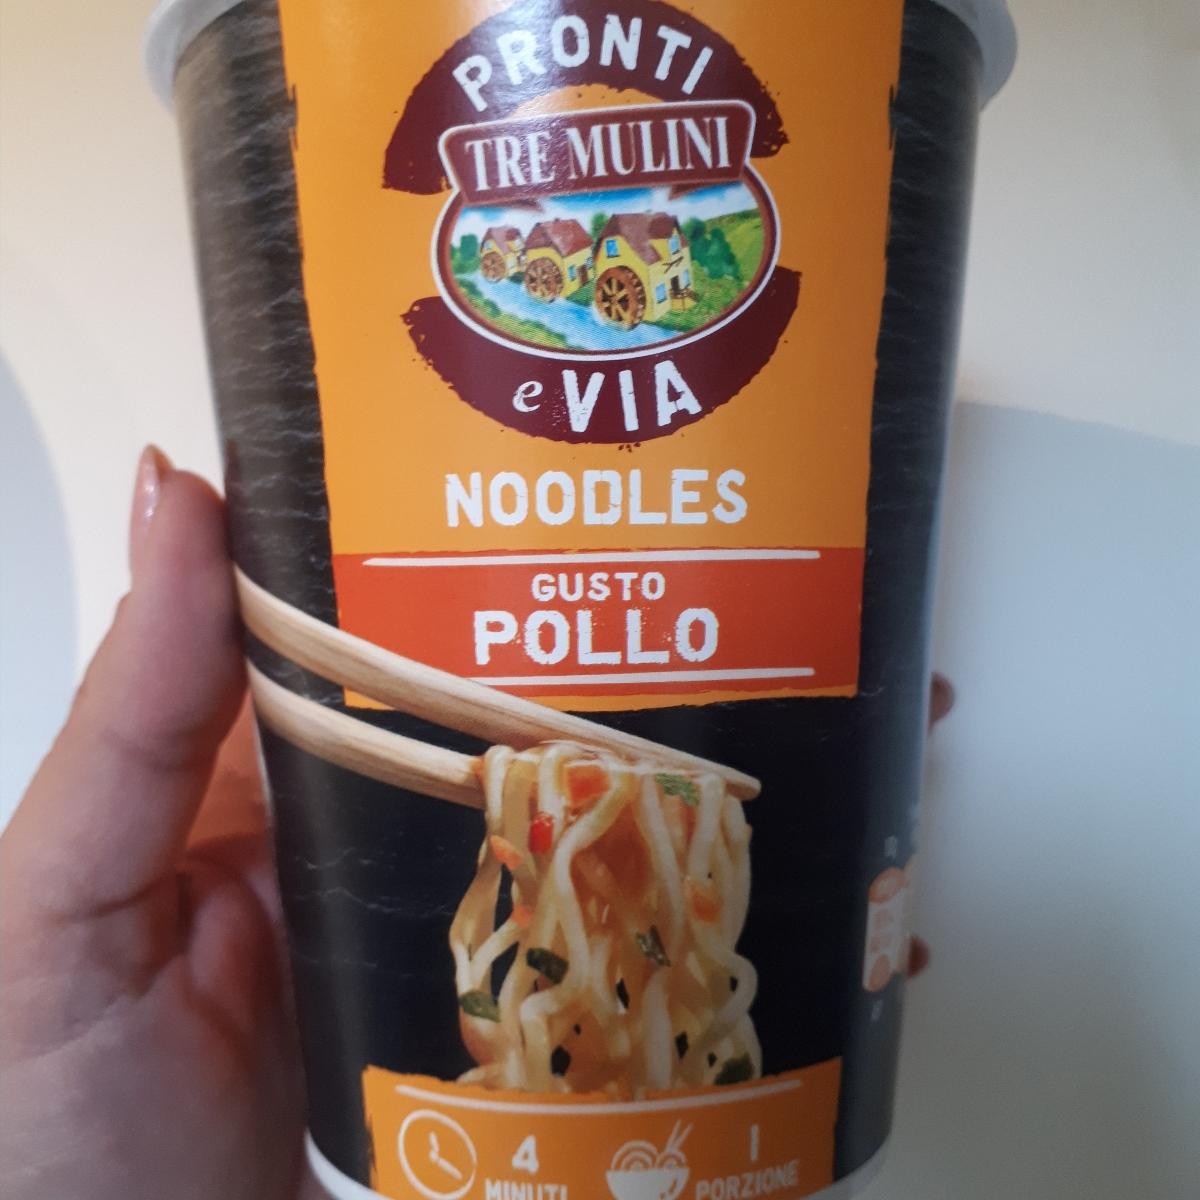 PRONTI
TRE MULINI
e VIA
NOODLES
GUSTO
POLLO
4
MINUTI
1
PORZIONE